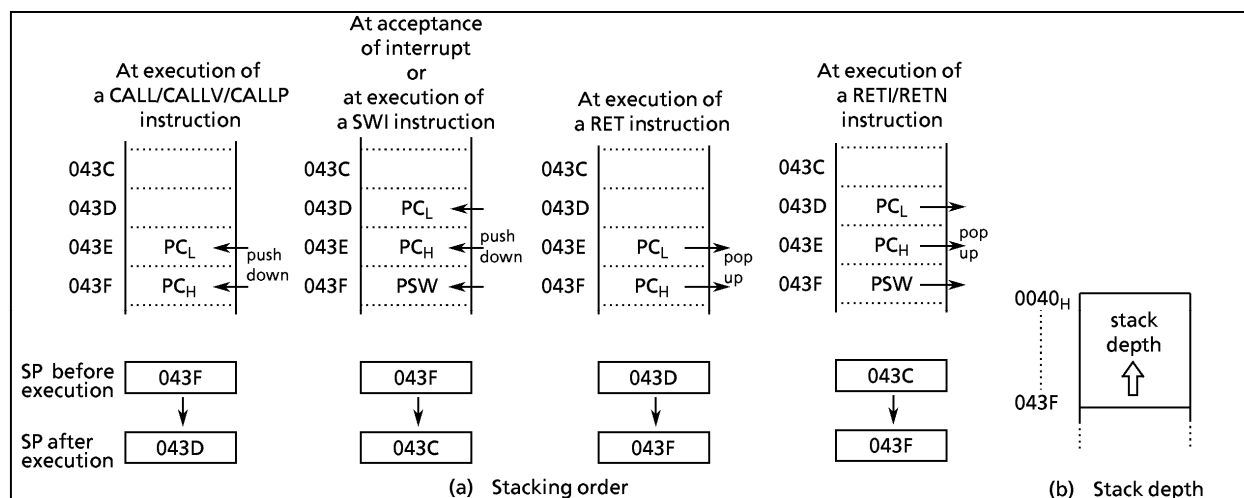 At execution of
a CALL/CALLV/CALLP
instruction
043C
043D
043E PCL
043F PCH
push
down
At acceptance
of interrupt
or
at execution of
a SWI instruction
043C
043D PCL
043E PCH
043F PSW
push
down
At execution of
a RET instruction
043C
043D
043E PCL
043F PCH
pop
up
At execution of
a RETI/RETN
instruction
043C
043D PCL
043E PCH
043F PSW
pop
up
SP before
execution
043F
043F
043D
043C
SP after
execution
043D
043C
043F
043F
(a) Stacking order
0040H
stack
depth
043F
(b) Stack depth